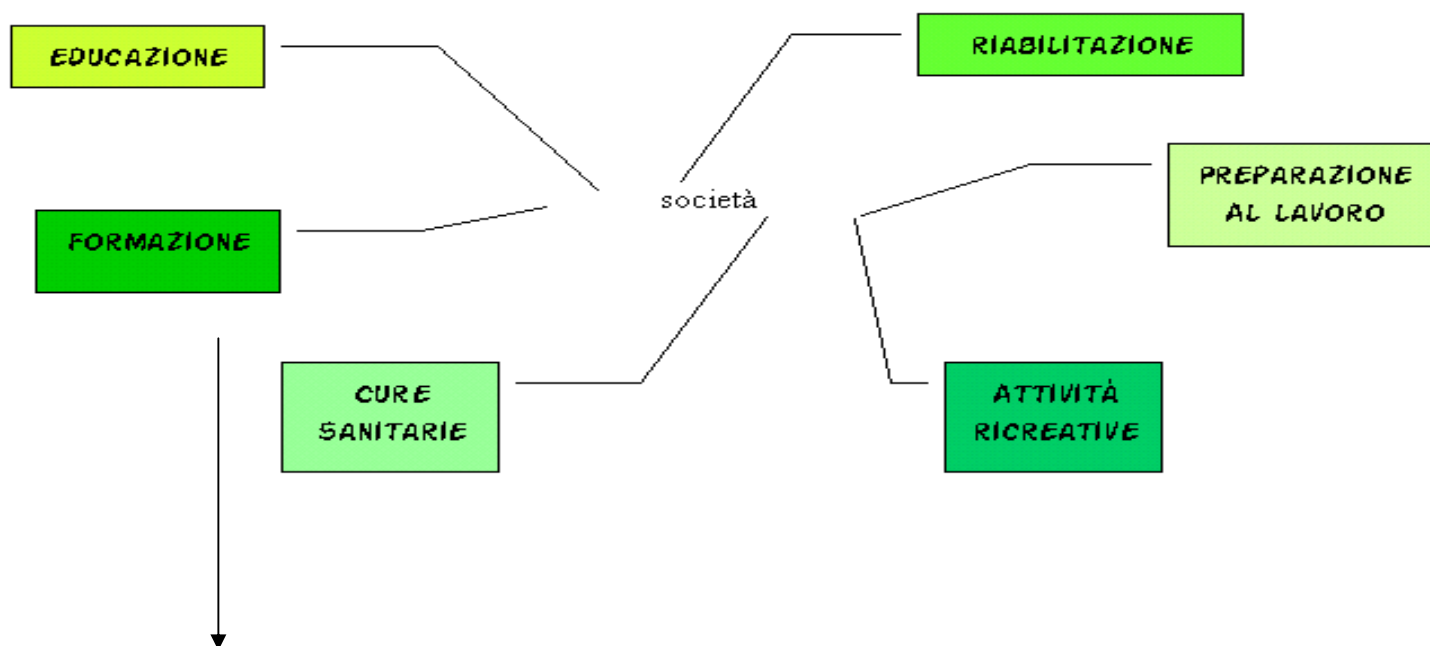 EDUCAZIONE
RIABILITAZIONE
PREPARAZIONE
AL LAVORO
società
FORMAZIONE
CURE
SANITARIE
ATTIVITÀ
RICREATIVE